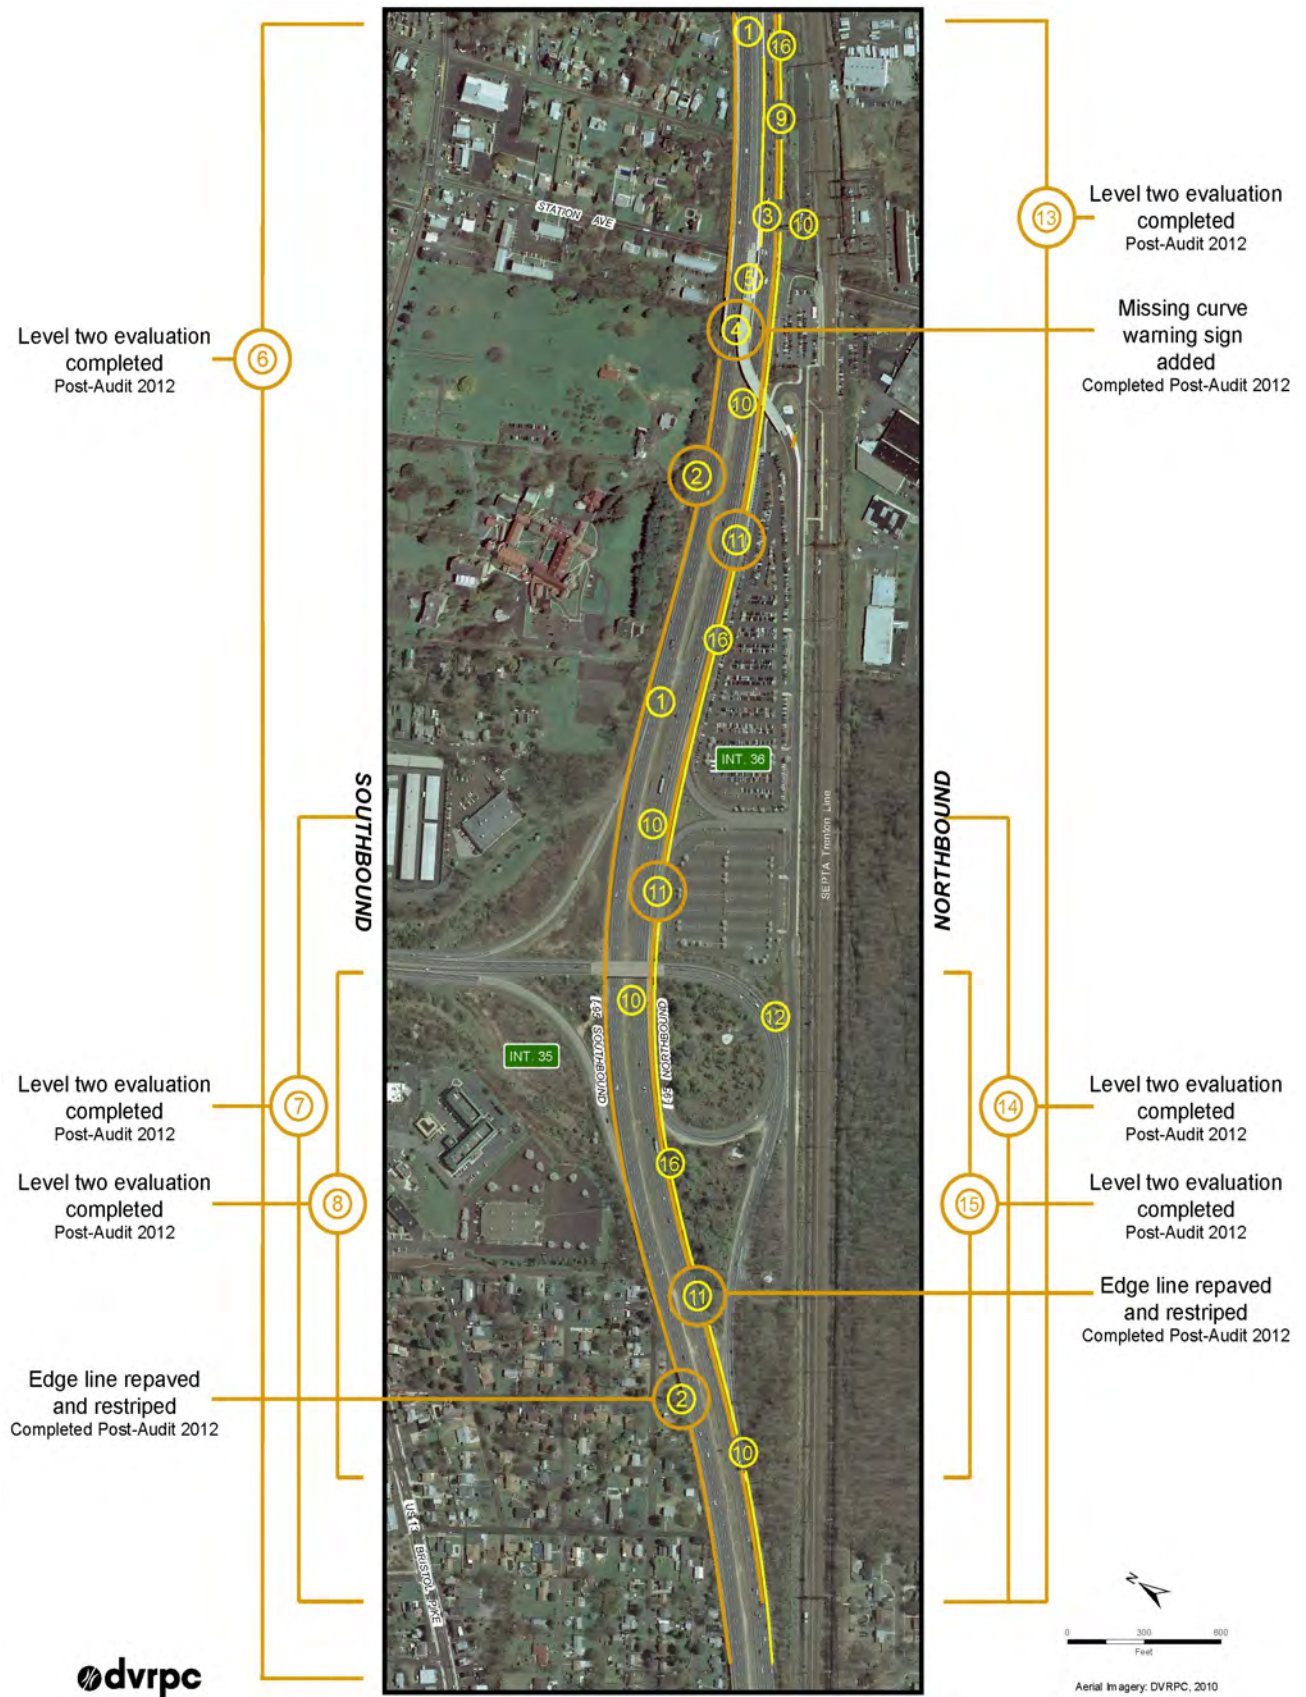 1
16
9
Level two evaluation
completed
Post-Audit 2012
13
STATION AVE
3
10
5
4
Missing curve
warning sign
added
Completed Post-Audit 2012
Level two evaluation
completed
Post-Audit 2012
6
10
2
11
16
1
INT. 36
SOUTHBOUND
NORTHBOUND
SEPTA Trenton Line
10
11
10
12
I-95 SOUTHBOUND
I-95 NORTHBOUND
INT. 35
Level two evaluation
completed
Post-Audit 2012
7
14
Level two evaluation
completed
Post-Audit 2012
16
Level two evaluation
completed
Post-Audit 2012
8
15
Level two evaluation
completed
Post-Audit 2012
11
Edge line repaved
and restriped
Completed Post-Audit 2012
Edge line repaved
and restriped
Completed Post-Audit 2012
2
10
US 13 BRISTOL PIKE
N
0 300 600
Feet
dvrpc
Aerial Imagery: DVRPC, 2010